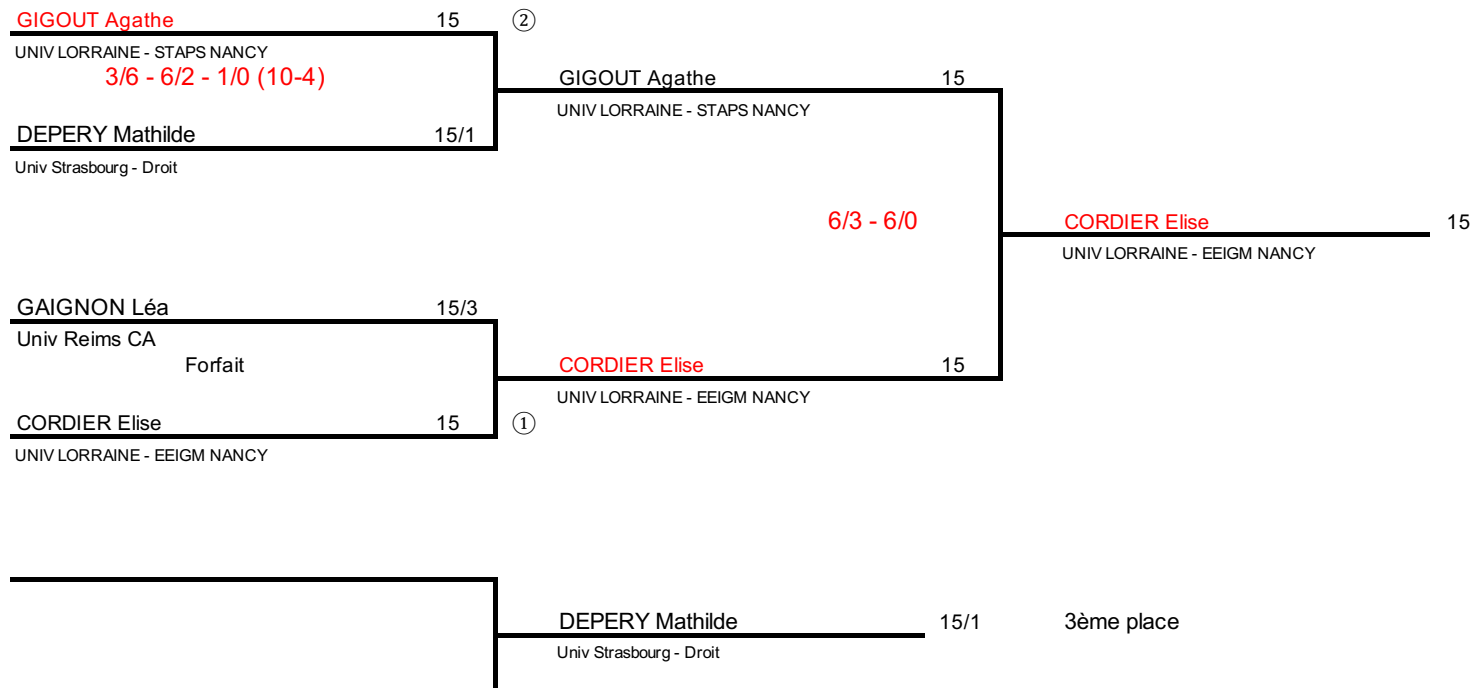 GIGOUT Agathe 15 ②
UNIV LORRAINE - STAPS NANCY
3/6 - 6/2 - 1/0 (10-4)
GIGOUT Agathe 15
UNIV LORRAINE - STAPS NANCY
DEPERY Mathilde 15/1
Univ Strasbourg - Droit
6/3 - 6/0
CORDIER Elise 15
UNIV LORRAINE - EEIGM NANCY
GAIGNON Léa 15/3
Univ Reims CA
Forfait
CORDIER Elise 15
UNIV LORRAINE - EEIGM NANCY
CORDIER Elise 15 ①
UNIV LORRAINE - EEIGM NANCY
DEPERY Mathilde 15/1 3ème place
Univ Strasbourg - Droit